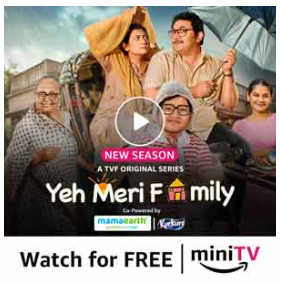 NEW SEASON
A TVF ORIGINAL SERIES
Yeh Meri Family
Co-Powered by
mamaearth
Kurkure
Watch for FREE | miniTV